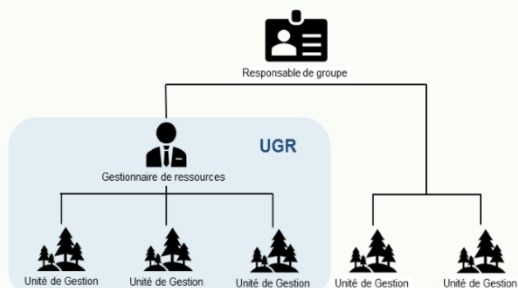 Responsable de groupe
UGR
Gestionnaire de ressources
Unité de Gestion
Unité de Gestion
Unité de Gestion
Unité de Gestion
Unité de Gestion